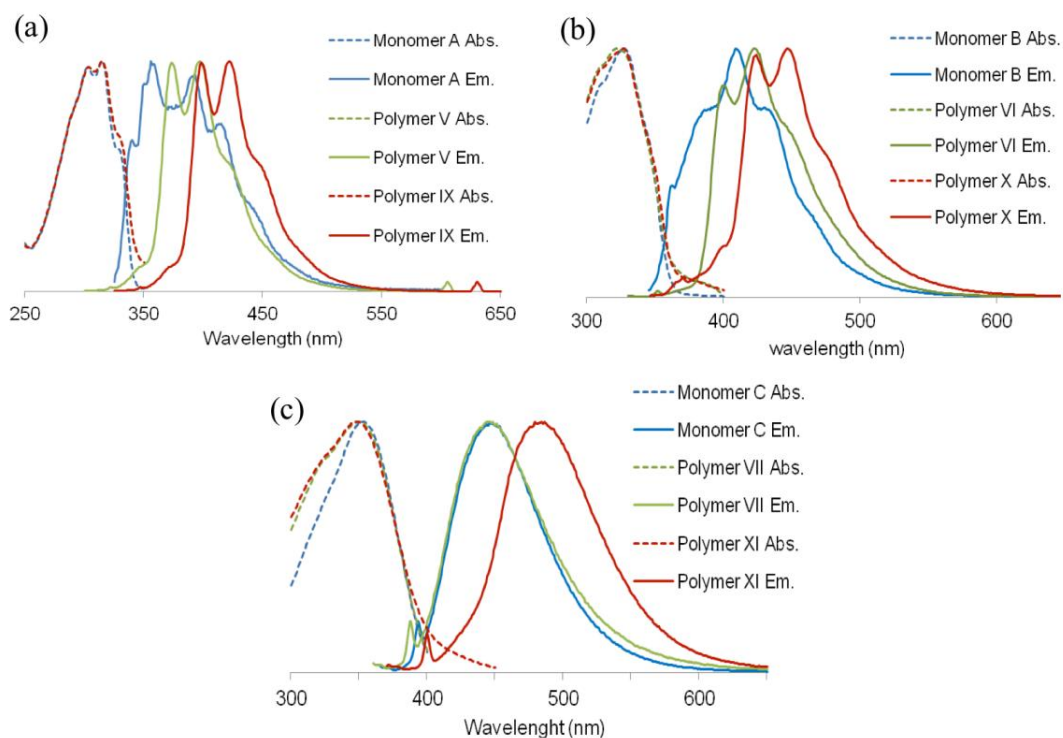 (a)
Monomer A Abs.
Monomer A Em.
Polymer V Abs.
Polymer V Em.
Polymer IX Abs.
Polymer IX Em.
250 350 450 550 650
Wavelength (nm)
(b)
Monomer B Abs.
Monomer B Em.
Polymer VI Abs.
Polymer VI Em.
Polymer X Abs.
Polymer X Em.
300 400 500 600
wavelength (nm)
(c)
Monomer C Abs.
Monomer C Em.
Polymer VII Abs.
Polymer VII Em.
Polymer XI Abs.
Polymer XI Em.
300 400 500 600
Wavelenght (nm)